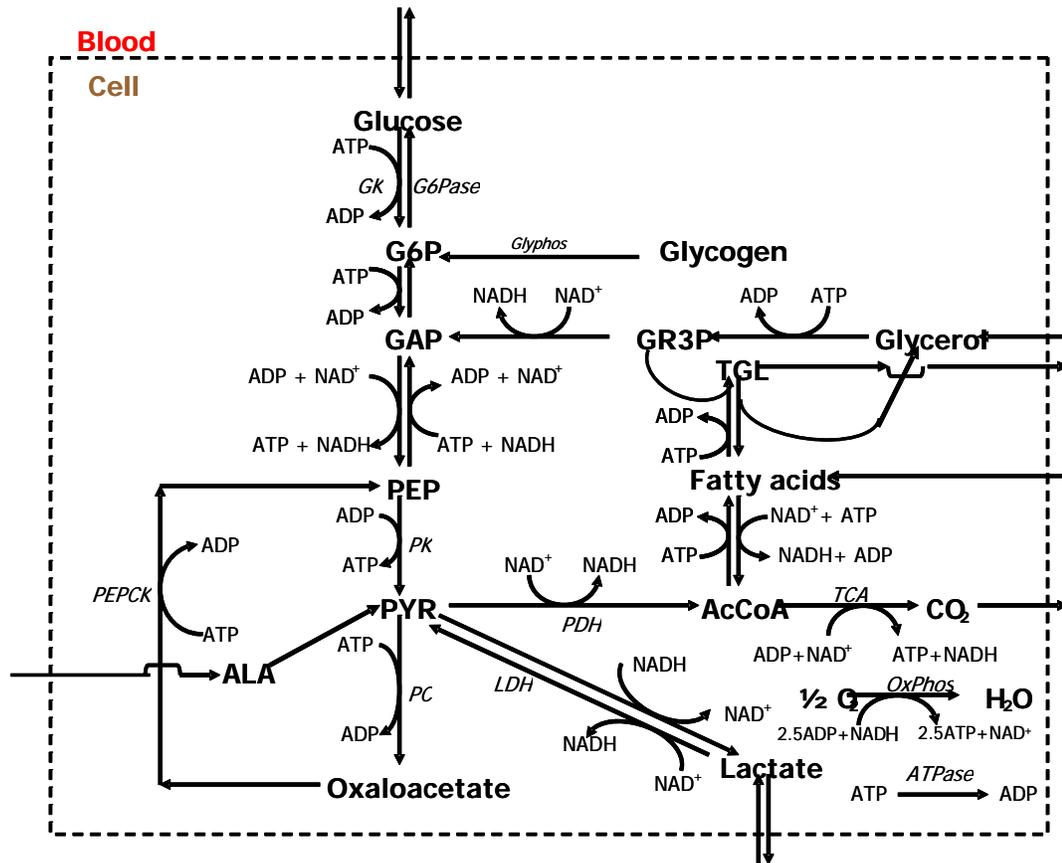 Blood
Cell
Glucose
ATP
GK
G6Pase
ADP
G6P
Glyphos
Glycogen
ATP
ADP
NADH
NAD⁺
ADP
ATP
GAP
GR3P
Glycerol
TGL
ADP + NAD⁺
ADP + NAD⁺
ADP
ATP + NADH
ATP + NADH
ATP
Fatty acids
PEP
ADP
PK
ATP
ADP
NAD⁺ + ATP
ATP
NADH + ADP
ADP
PEPCK
ATP
NAD⁺
NADH
PDH
PYR
AcCoA
TCA
CO₂
ATP
ADP+NAD⁺
ATP+NADH
ALA
PC
LDH
NADH
NAD⁺
½ O₂
OxPhos
H₂O
2.5ADP+NADH
2.5ATP+NAD⁺
ADP
NADH
NAD⁺
Lactate
Oxaloacetate
ATPase
ATP
ADP